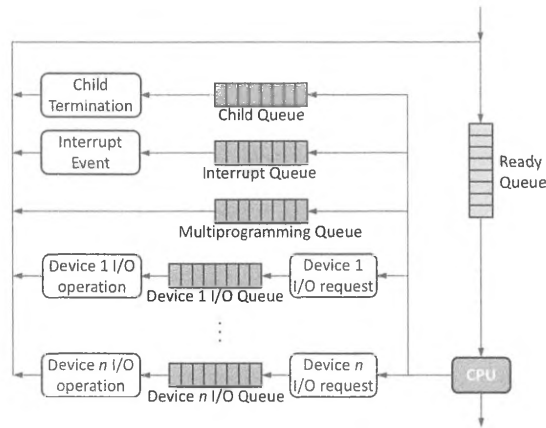 Child
Termination
Child Queue
Interrupt
Event
Interrupt Queue
Ready
Queue
Multiprogramming Queue
Device 1 I/O
operation
Device 1 I/O Queue
Device 1
I/O request
Device n I/O
operation
Device n I/O Queue
Device n
I/O request
CPU